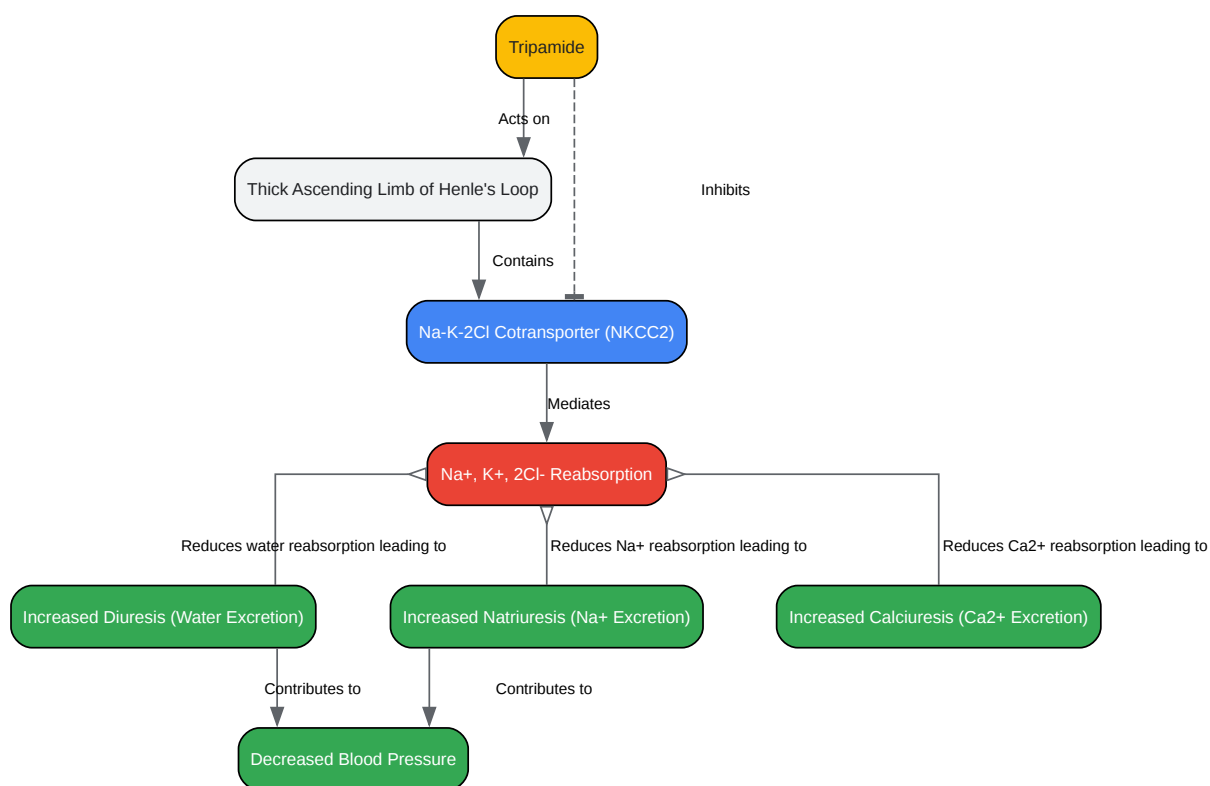 Tripamide
Acts on
Thick Ascending Limb of Henle's Loop
Inhibits
Contains
Na-K-2Cl Cotransporter (NKCC2)
Mediates
Na+, K+, 2Cl- Reabsorption
Reduces water reabsorption leading to
Reduces Na+ reabsorption leading to
Reduces Ca2+ reabsorption leading to
Increased Diuresis (Water Excretion)
Increased Natriuresis (Na+ Excretion)
Increased Calciuresis (Ca2+ Excretion)
Contributes to
Contributes to
Decreased Blood Pressure